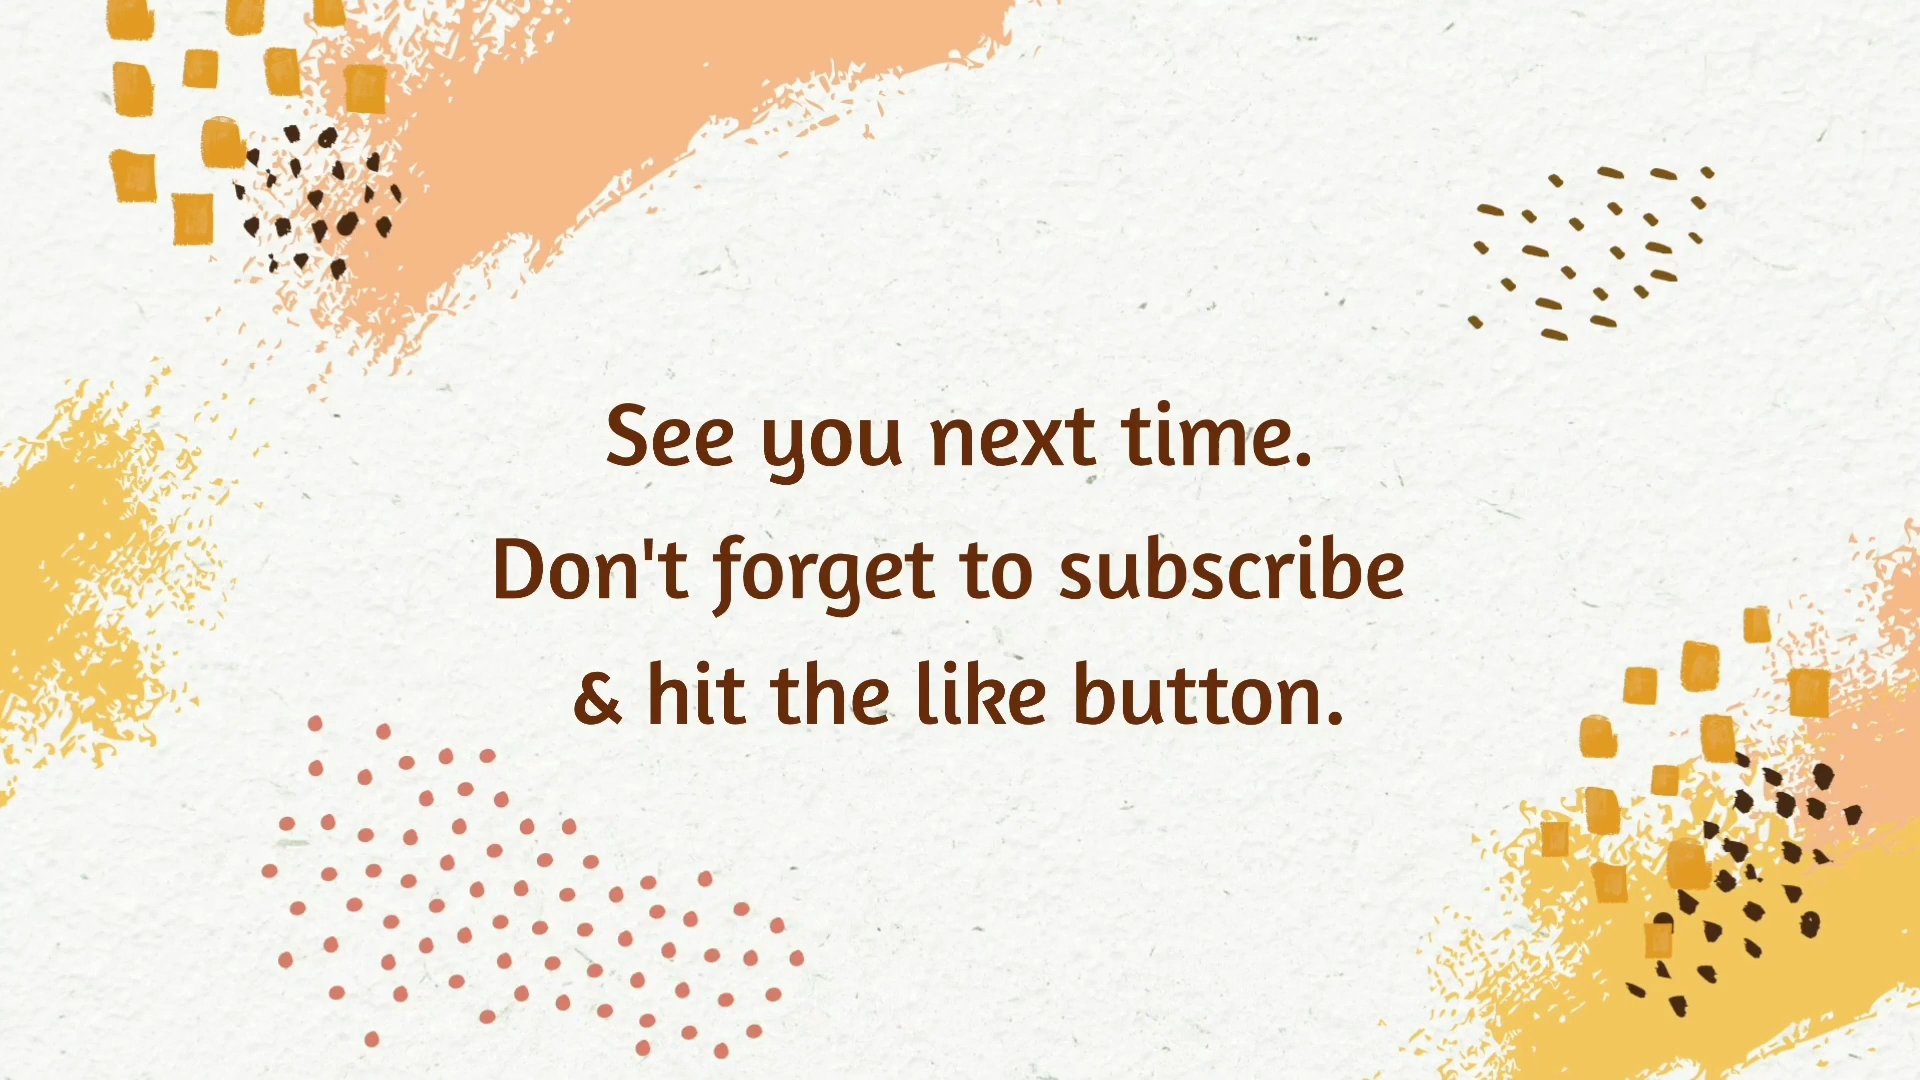 See you next time.
Don't forget to subscribe
& hit the like button.